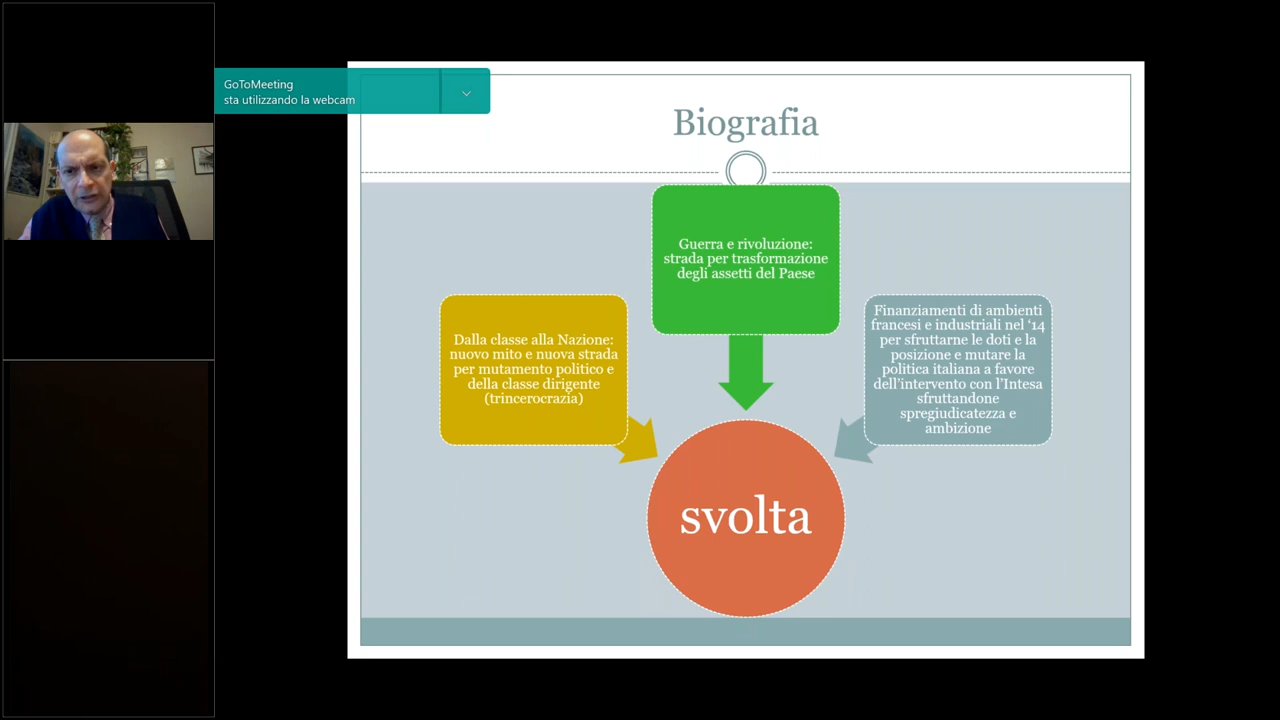 GoToMeeting
sta utilizzando la webcam
Biografia
Guerra e rivoluzione:
strada per trasformazione
degli assetti del Paese
Dalla classe alla Nazione:
nuovo mito e nuova strada
per mutamento politico e
della classe dirigente
(trincerocrazia)
Finanziamenti di ambienti
francesi e industriali nel ‘14
per sfruttarne le doti e la
posizione e mutare la
politica italiana a favore
dell’intervento con l’Intesa
sfruttandone
spregiudicatezza e
ambizione
svolta